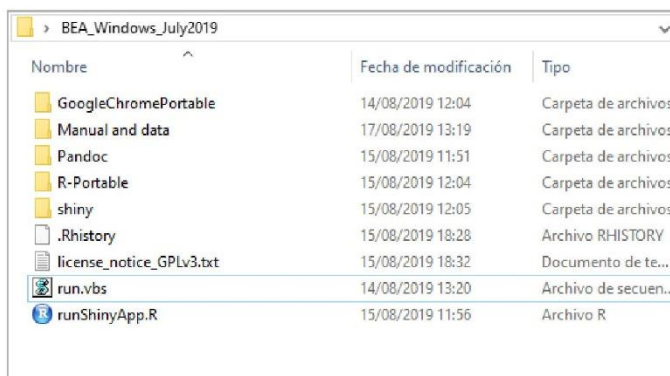 > BEA_Windows_July2019
Nombre Fecha de modificación Tipo
GoogleChromePortable 14/08/2019 12:04 Carpeta de archivos
Manual and data 17/08/2019 13:19 Carpeta de archivos
Pandoc 15/08/2019 11:51 Carpeta de archivos
R-Portable 15/08/2019 12:04 Carpeta de archivos
shiny 15/08/2019 12:05 Carpeta de archivos
.Rhistory 15/08/2019 18:28 Archivo RHISTORY
license_notice_GPLv3.txt 15/08/2019 18:32 Documento de te...
run.vbs 14/08/2019 13:20 Archivo de secuen...
R runShinyApp.R 15/08/2019 11:56 Archivo R